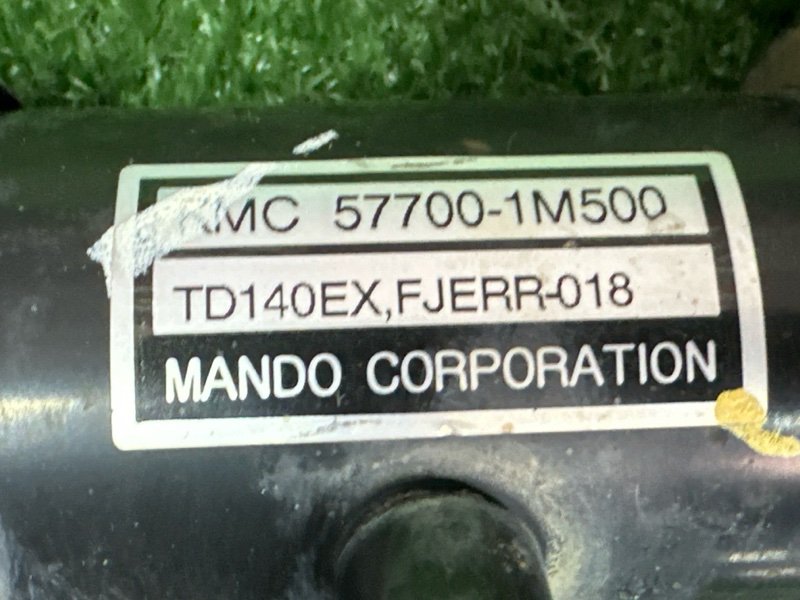 57700-1M500
TD140EX,FJERR-018
MANDO CORPORATION